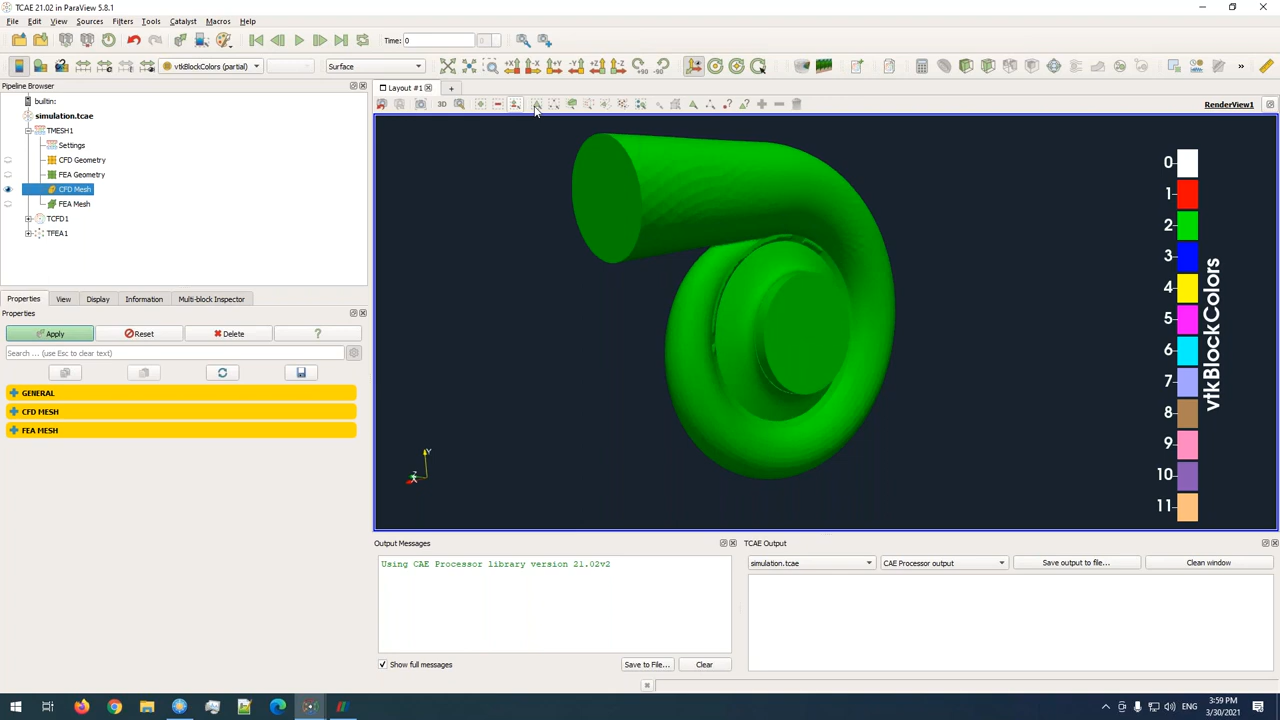 TCAE 21.02 in ParaView 5.8.1
File Edit View Sources Filters Tools Catalyst Macros Help
Time: 0 0
vtkBlockColors (partial) Surface
+X -X +Y -Y +Z -Z +90 -90
Pipeline Browser
Layout #1
3D
RenderView1
builtin:
simulation.tcae
TMESH1
Settings
CFD Geometry
FEA Geometry
CFD Mesh
FEA Mesh
TCFD1
TFEA1
0
1
2
3
4
5
6
7
8
9
10
11
vtkBlockColors
Y
Z
Properties View Display Information Multi-block Inspector
Properties
Apply Reset Delete ?
Search ... (use Esc to clear text)
GENERAL
CFD MESH
FEA MESH
Output Messages
Using CAE Processor library version 21.02v2
Show full messages Save to File... Clear
TCAE Output
simulation.tcae CAE Processor output Save output to file... Clean window
ENG 3:59 PM
3/30/2021